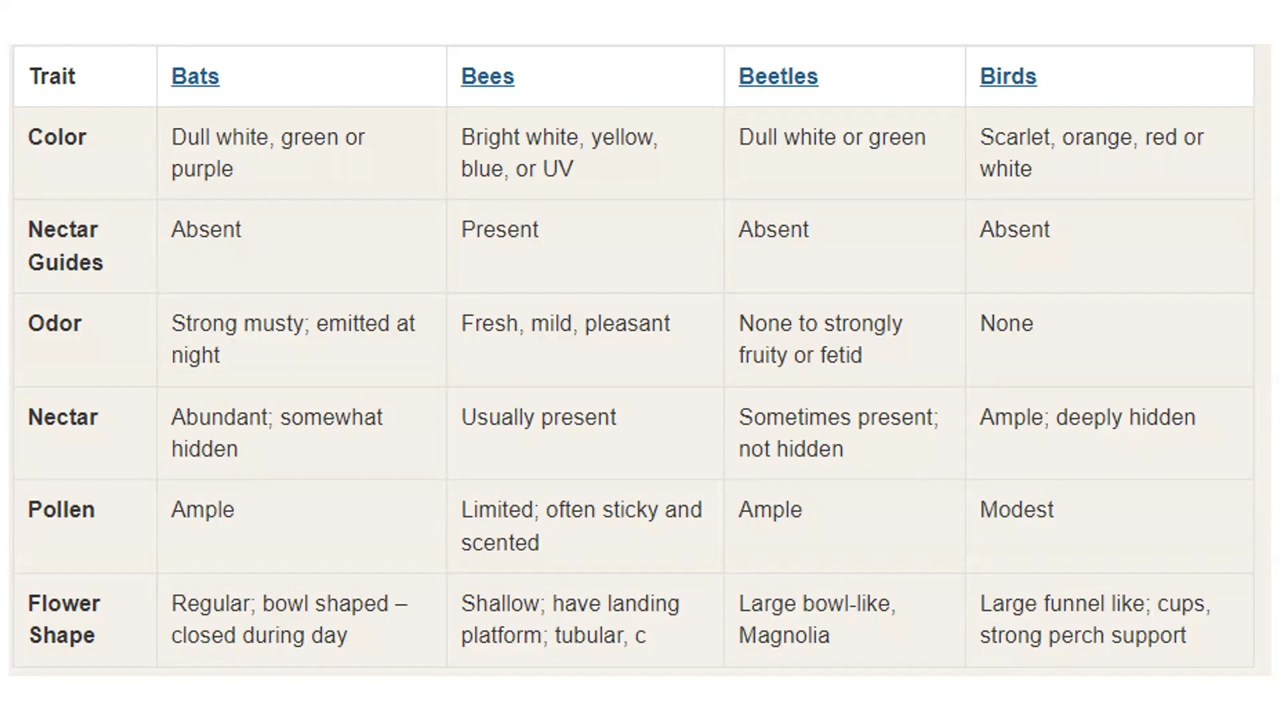 Trait Bats Bees Beetles Birds
Color Dull white, green or purple Bright white, yellow, blue, or UV Dull white or green Scarlet, orange, red or white
Nectar Guides Absent Present Absent Absent
Odor Strong musty; emitted at night Fresh, mild, pleasant None to strongly fruity or fetid None
Nectar Abundant; somewhat hidden Usually present Sometimes present; not hidden Ample; deeply hidden
Pollen Ample Limited; often sticky and scented Ample Modest
Flower Shape Regular; bowl shaped – closed during day Shallow; have landing platform; tubular, c Large bowl-like, Magnolia Large funnel like; cups, strong perch support